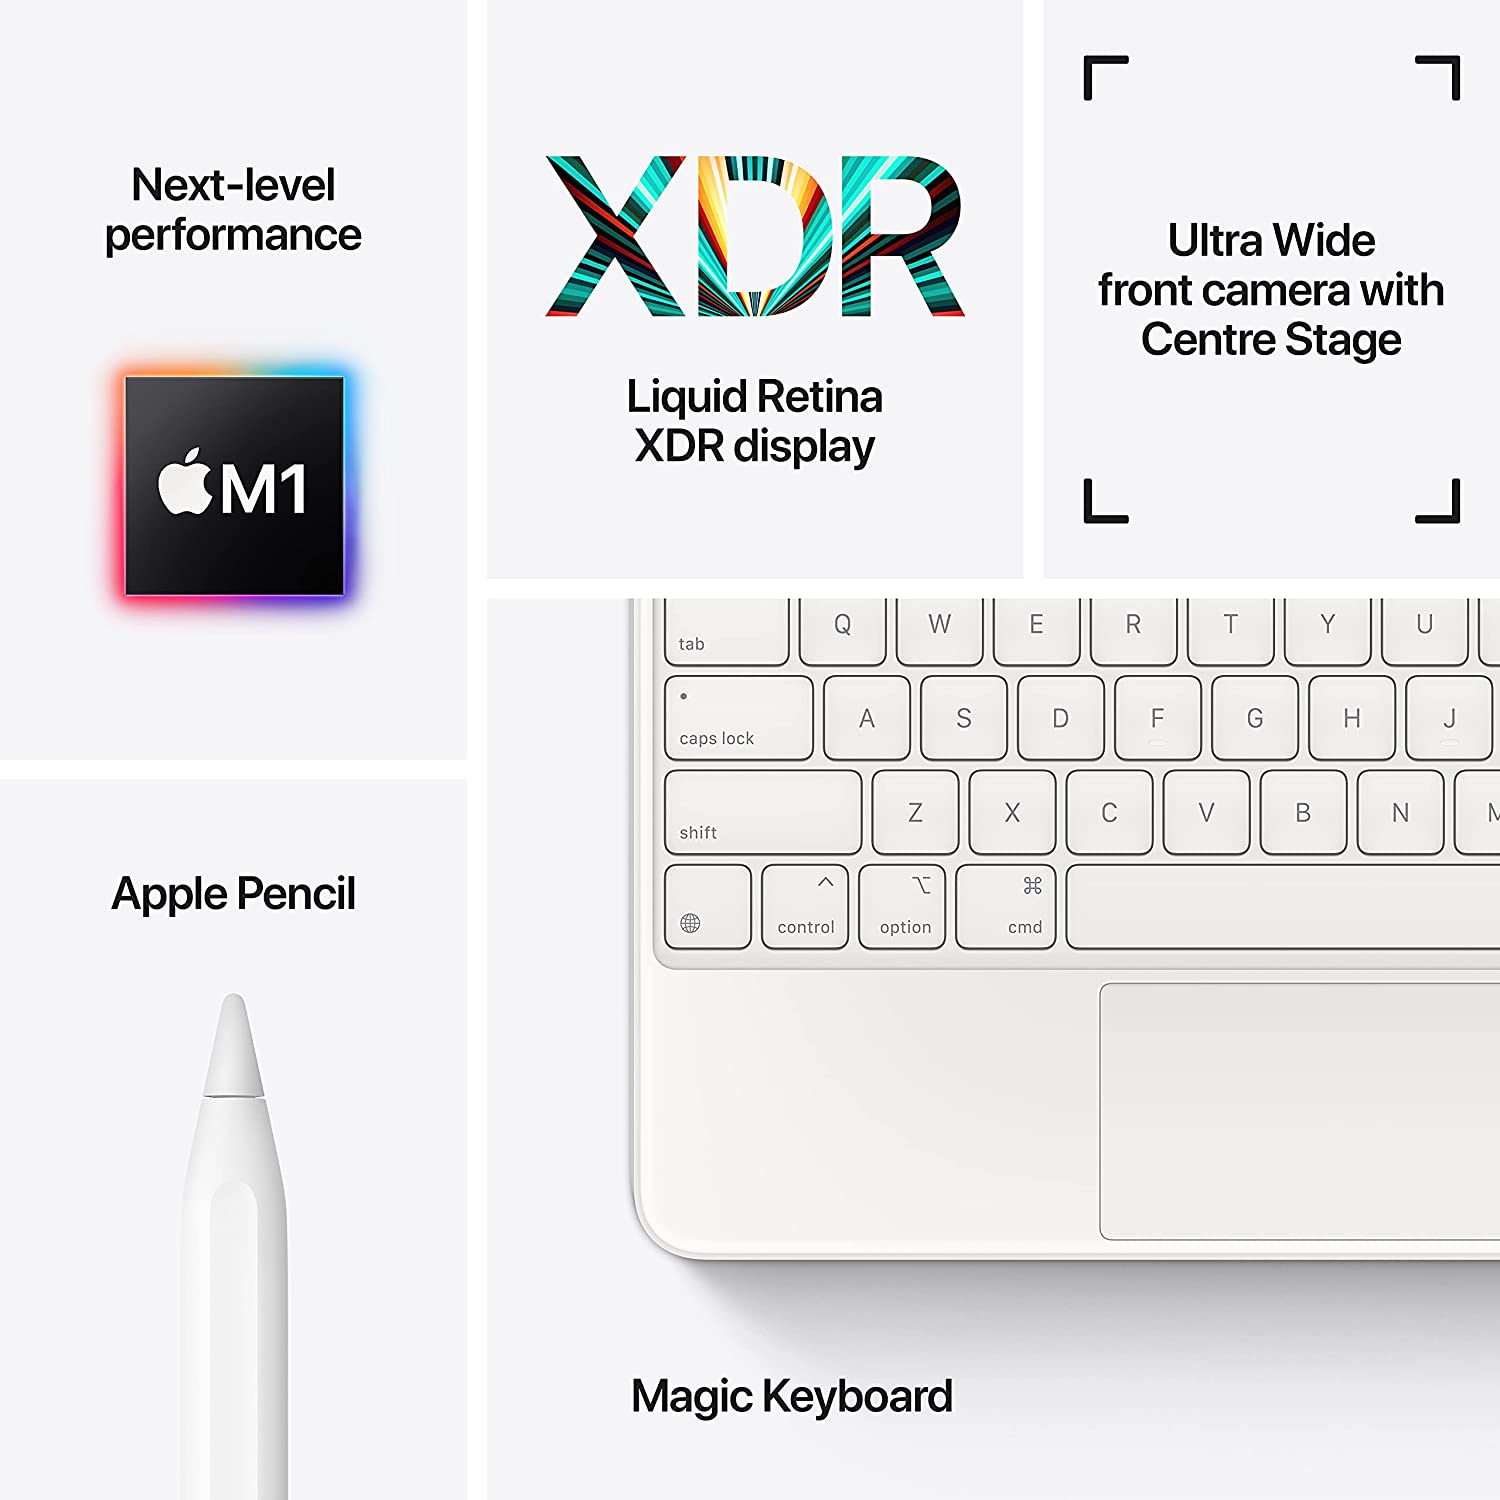 Next-level
performance
M1
XDR
Liquid Retina
XDR display
Ultra Wide
front camera with
Centre Stage
tab Q W E R T Y U
caps lock A S D F G H J
shift Z X C V B N M
^ ⌥ ⌘
control option cmd
Apple Pencil
Magic Keyboard